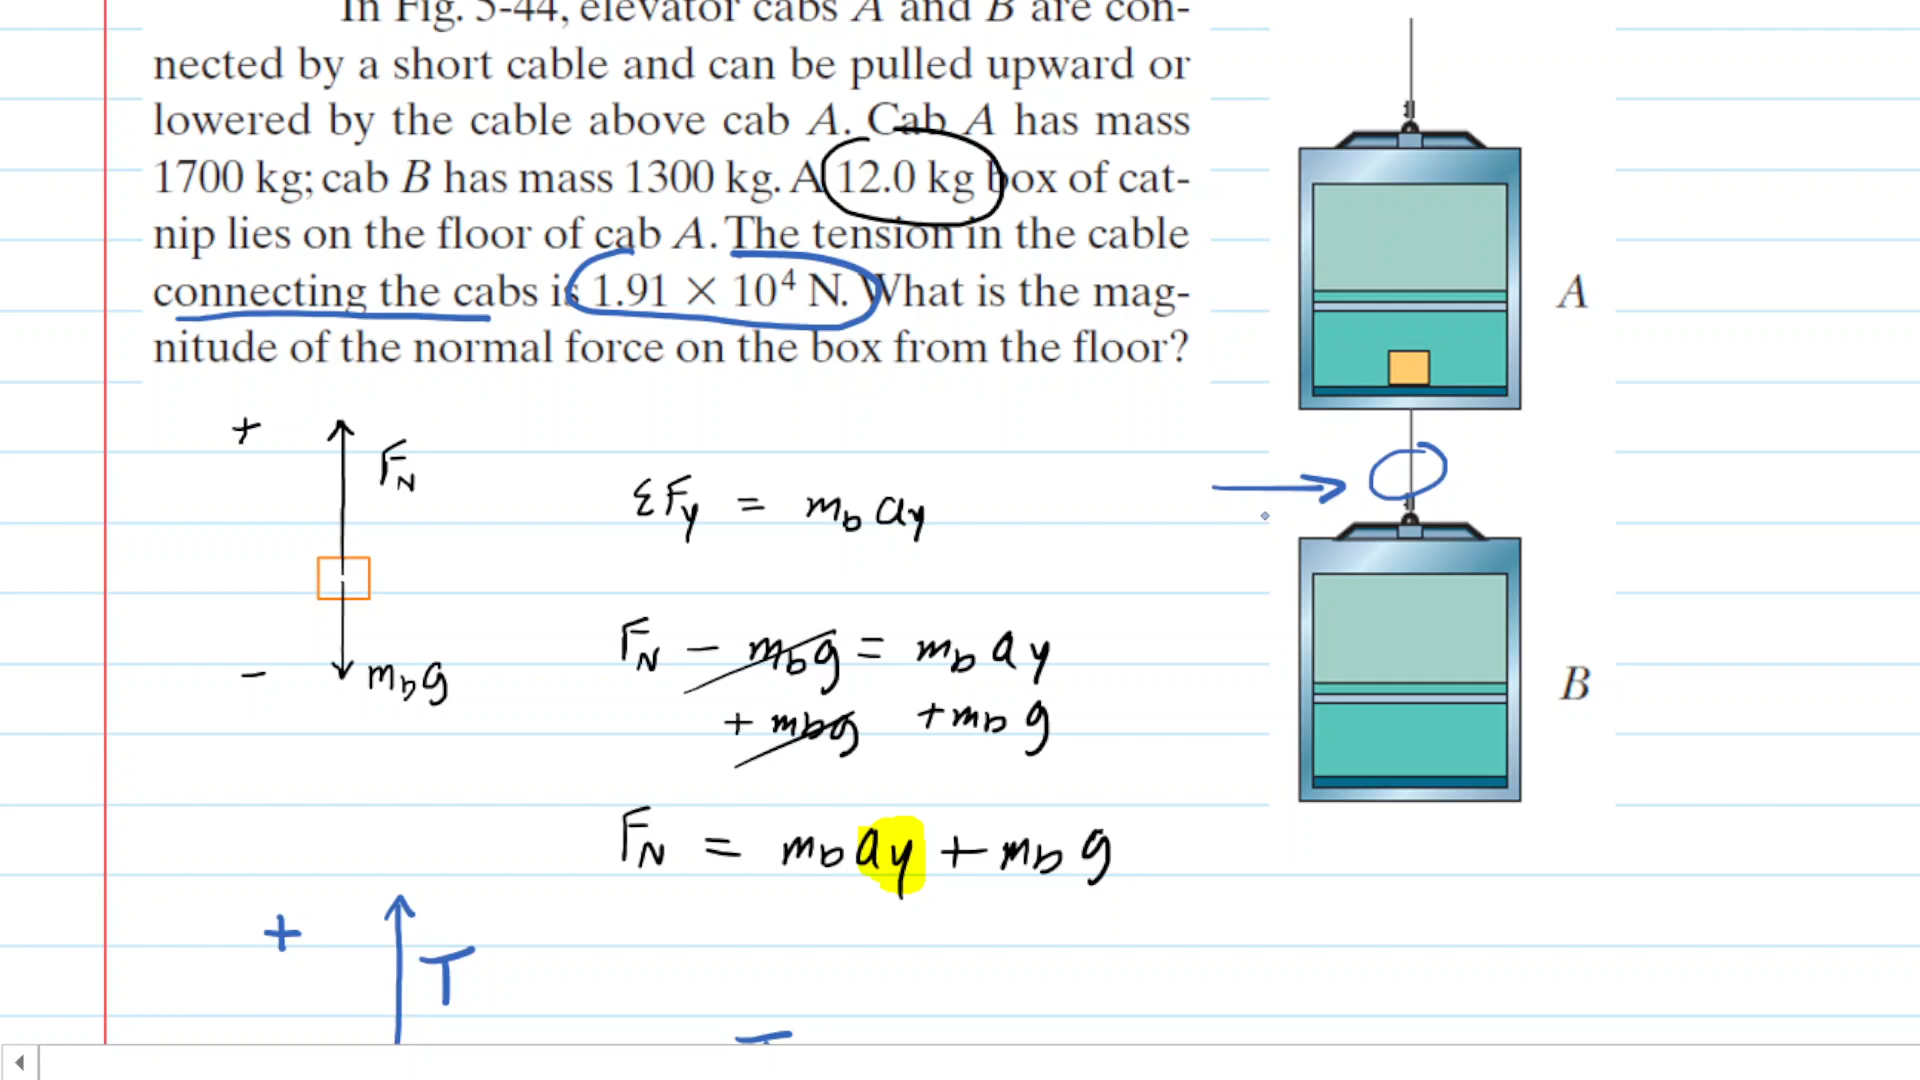 In Fig. 5-44, elevator cabs A and B are con-
nected by a short cable and can be pulled upward or
lowered by the cable above cab A. Cab A has mass
1700 kg; cab B has mass 1300 kg. A 12.0 kg box of cat-
nip lies on the floor of cab A. The tension in the cable
connecting the cabs is 1.91 × 10⁴ N. What is the mag-
nitude of the normal force on the box from the floor?
A
B
+
F_N
− m_b g
ΣF_y = m_b a_y
F_N − m_b g = m_b a_y
+ m_b g + m_b g
F_N = m_b a_y + m_b g
+ T